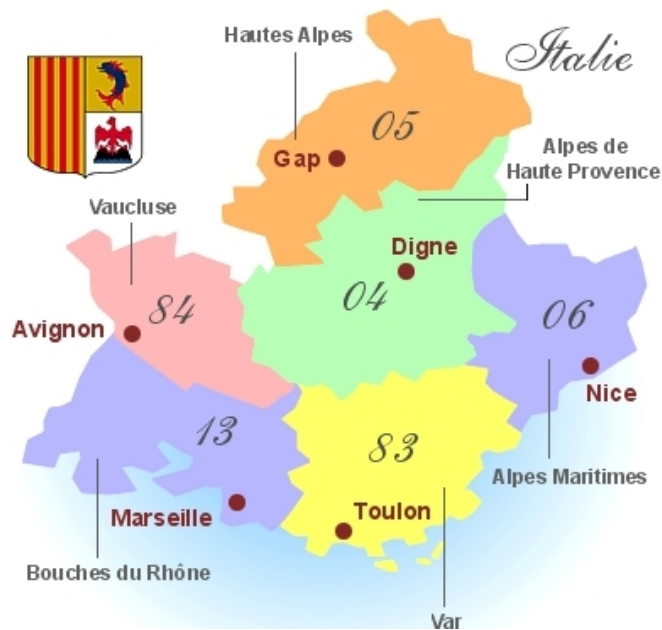 Hautes Alpes
Italie
05
Gap
Alpes de
Haute Provence
Vaucluse
Digne
84
04
06
Avignon
Nice
13
83
Alpes Maritimes
Marseille
Toulon
Bouches du Rhône
Var